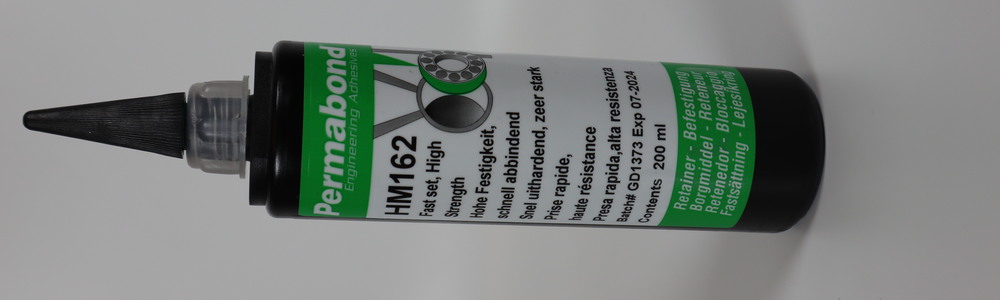 Permabond
Engineering Adhesives
HM162
Fast set, High
Strength
Hohe Festigkeit,
schnell abbindend
Snel uithardend, zeer stark
Prise rapide,
haute résistance
Presa rapida,alta resistenza
Batch# GD1373 Exp 07-2024
Contents 200 ml
Retainer - Befestigung
Borgmiddel - Reteneur
Retenedor - Bloccaggio
Fastsättning - Lejesikring